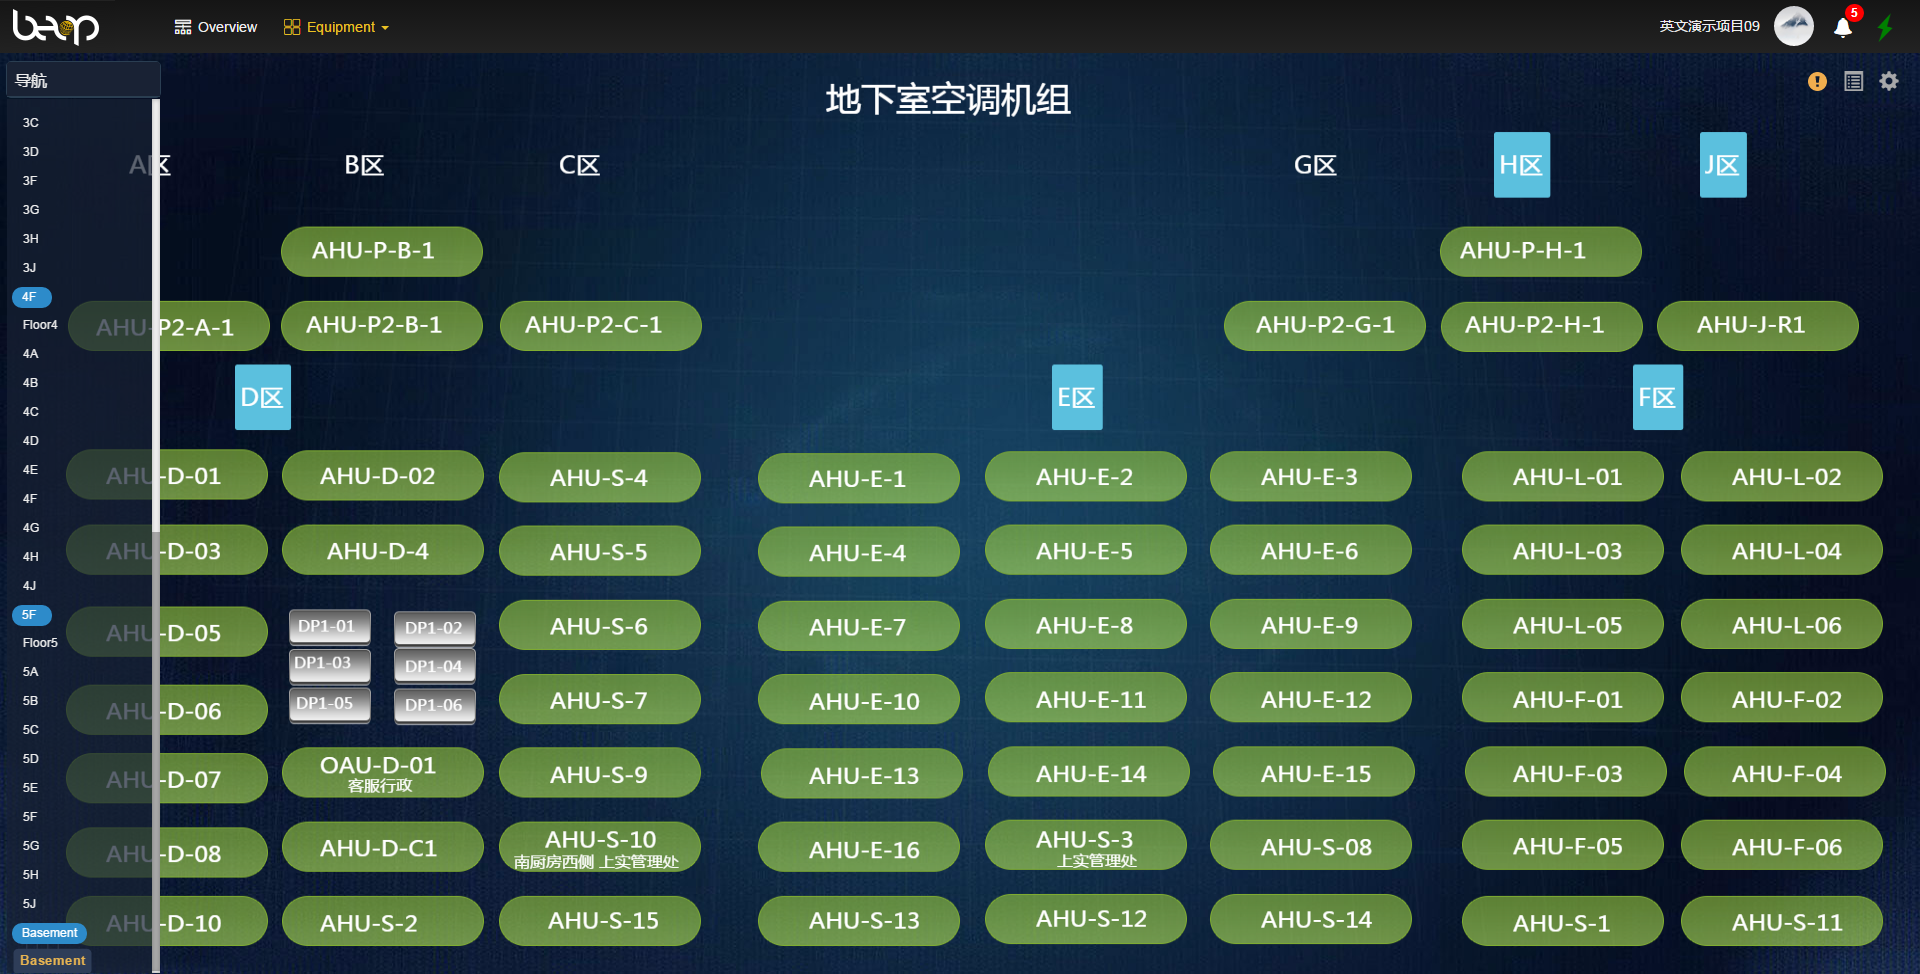 beop
Overview
Equipment
英文演示项目09
5
导航
地下室空调机组
3C
3D
3F
3G
3H
3J
4F
Floor4
4A
4B
4C
4D
4E
4F
4G
4H
4J
5F
Floor5
5A
5B
5C
5D
5E
5F
5G
5H
5J
Basement
Basement
A区
B区
C区
G区
H区
J区
AHU-P-B-1
AHU-P-H-1
AHU-P2-A-1
AHU-P2-B-1
AHU-P2-C-1
AHU-P2-G-1
AHU-P2-H-1
AHU-J-R1
D区
E区
F区
AHU-D-01
AHU-D-02
AHU-S-4
AHU-E-1
AHU-E-2
AHU-E-3
AHU-L-01
AHU-L-02
AHU-D-03
AHU-D-4
AHU-S-5
AHU-E-4
AHU-E-5
AHU-E-6
AHU-L-03
AHU-L-04
AHU-D-05
DP1-01
DP1-02
DP1-03
DP1-04
DP1-05
DP1-06
AHU-S-6
AHU-E-7
AHU-E-8
AHU-E-9
AHU-L-05
AHU-L-06
AHU-D-06
AHU-S-7
AHU-E-10
AHU-E-11
AHU-E-12
AHU-F-01
AHU-F-02
AHU-D-07
OAU-D-01
客服行政
AHU-S-9
AHU-E-13
AHU-E-14
AHU-E-15
AHU-F-03
AHU-F-04
AHU-D-08
AHU-D-C1
AHU-S-10
南厨房西侧 上实管理处
AHU-E-16
AHU-S-3
上实管理处
AHU-S-08
AHU-F-05
AHU-F-06
AHU-D-10
AHU-S-2
AHU-S-15
AHU-S-13
AHU-S-12
AHU-S-14
AHU-S-1
AHU-S-11